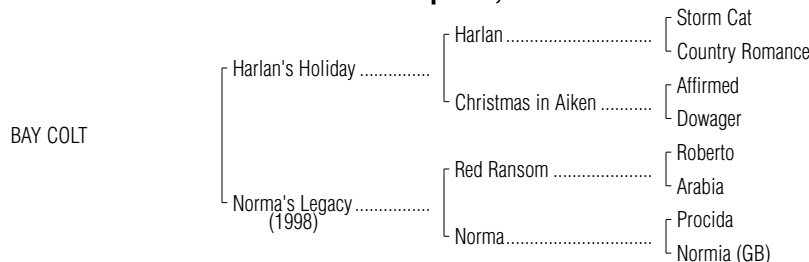 Harlan
Storm Cat
Country Romance
Harlan's Holiday
Christmas in Aiken
Affirmed
Dowager
BAY COLT
Norma's Legacy
(1998)
Red Ransom
Roberto
Arabia
Norma
Procida
Normia (GB)